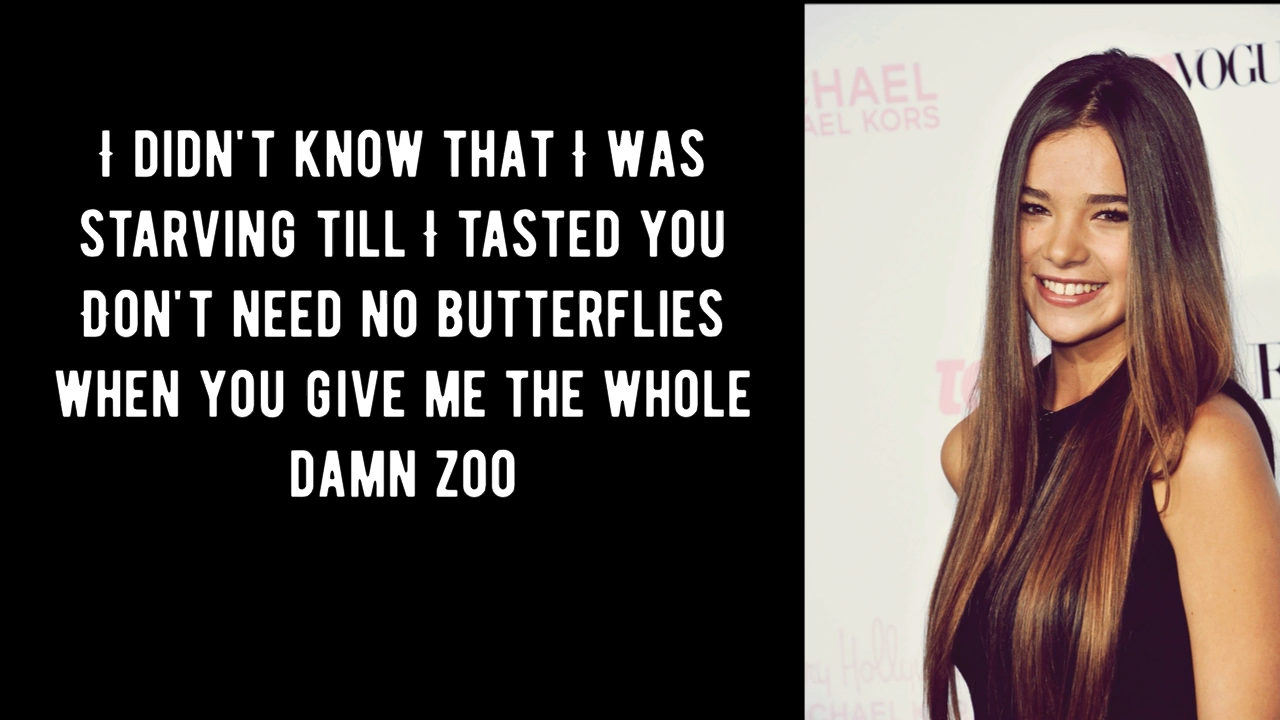 I DIDN'T KNOW THAT I WAS
STARVING TILL I TASTED YOU
DON'T NEED NO BUTTERFLIES
WHEN YOU GIVE ME THE WHOLE
DAMN ZOO
VOGU
HAEL
AEL KORS